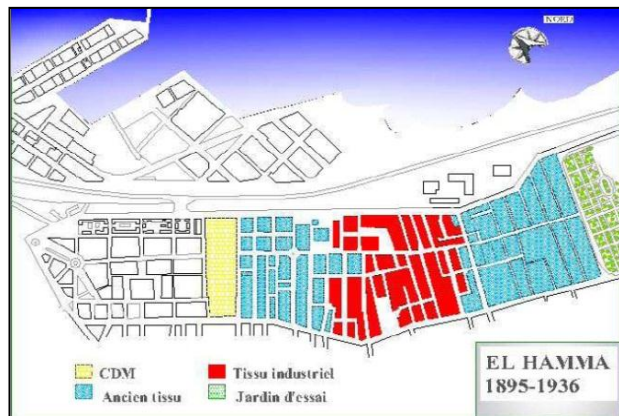 NORD
CDM
Tissu industriel
Ancien tissu
Jardin d'essai
EL HAMMA
1895-1936